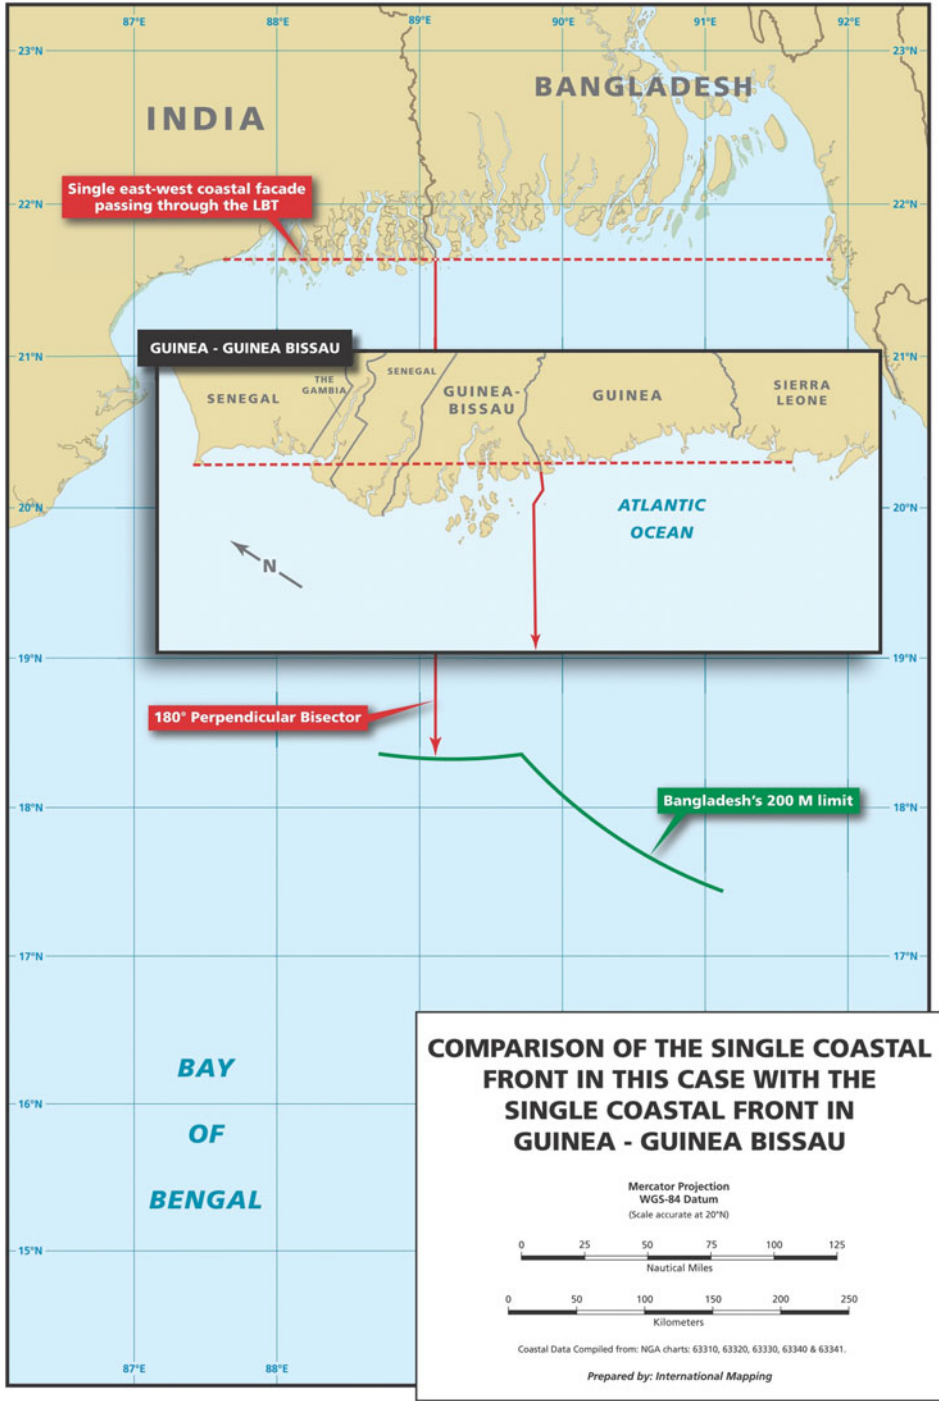 87°E
88°E
89°E
90°E
91°E
92°E
23°N
23°N
BANGLADESH
INDIA
Single east-west coastal facade
passing through the LBT
22°N
22°N
21°N
21°N
GUINEA - GUINEA BISSAU
SENEGAL
THE
GAMBIA
SENEGAL
GUINEA-
BISSAU
GUINEA
SIERRA
LEONE
ATLANTIC
OCEAN
N
20°N
20°N
19°N
19°N
180° Perpendicular Bisector
Bangladesh's 200 M limit
18°N
18°N
17°N
17°N
BAY
OF
BENGAL
16°N
15°N
COMPARISON OF THE SINGLE COASTAL
FRONT IN THIS CASE WITH THE
SINGLE COASTAL FRONT IN
GUINEA - GUINEA BISSAU
Mercator Projection
WGS-84 Datum
(Scale accurate at 20°N)
0 25 50 75 100 125
Nautical Miles
0 50 100 150 200 250
Kilometers
Coastal Data Compiled from: NGA charts: 63310, 63320, 63330, 63340 & 63341.
Prepared by: International Mapping
87°E
88°E